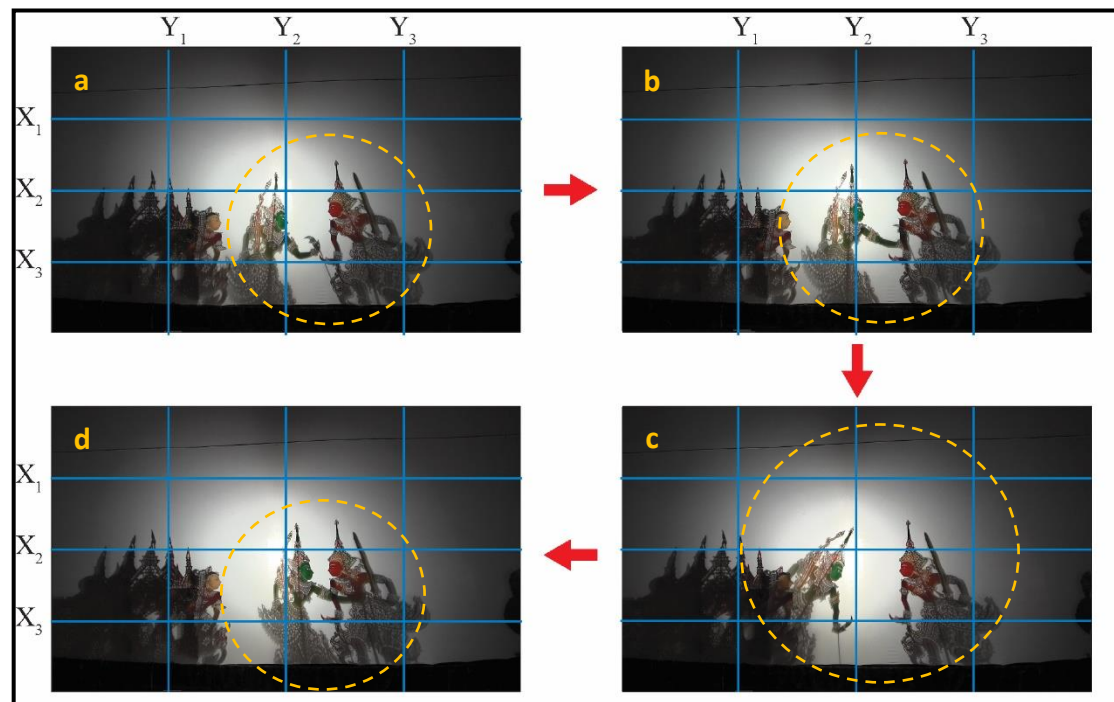 Y₁ Y₂ Y₃ Y₁ Y₂ Y₃
a b
X₁
X₂
X₃
d c
X₁
X₂
X₃